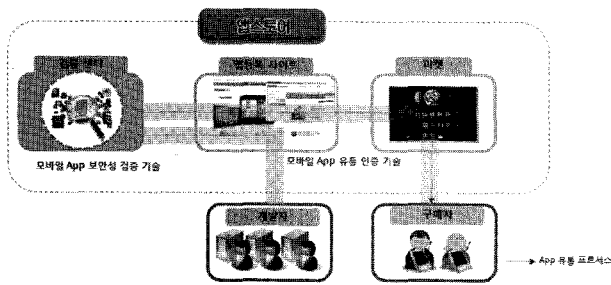 앱스토어
검증 센터
앱등록 사이트
마켓
모바일 App 보안성 검증 기술
모바일 App 유통 인증 기술
개발자
구매자
App 유통 프로세스